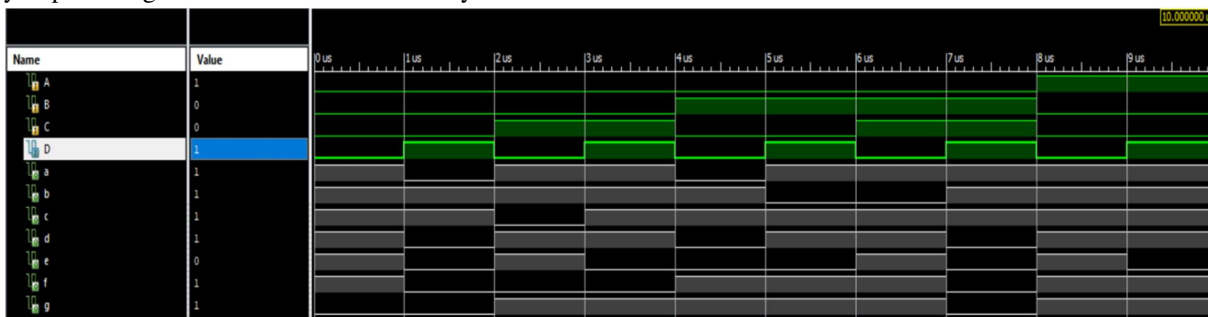 10.000000 u
Name Value 0 us 1 us 2 us 3 us 4 us 5 us 6 us 7 us 8 us 9 us
A 1
B 0
C 0
D 1
a 1
b 1
c 1
d 1
e 0
f 1
g 1